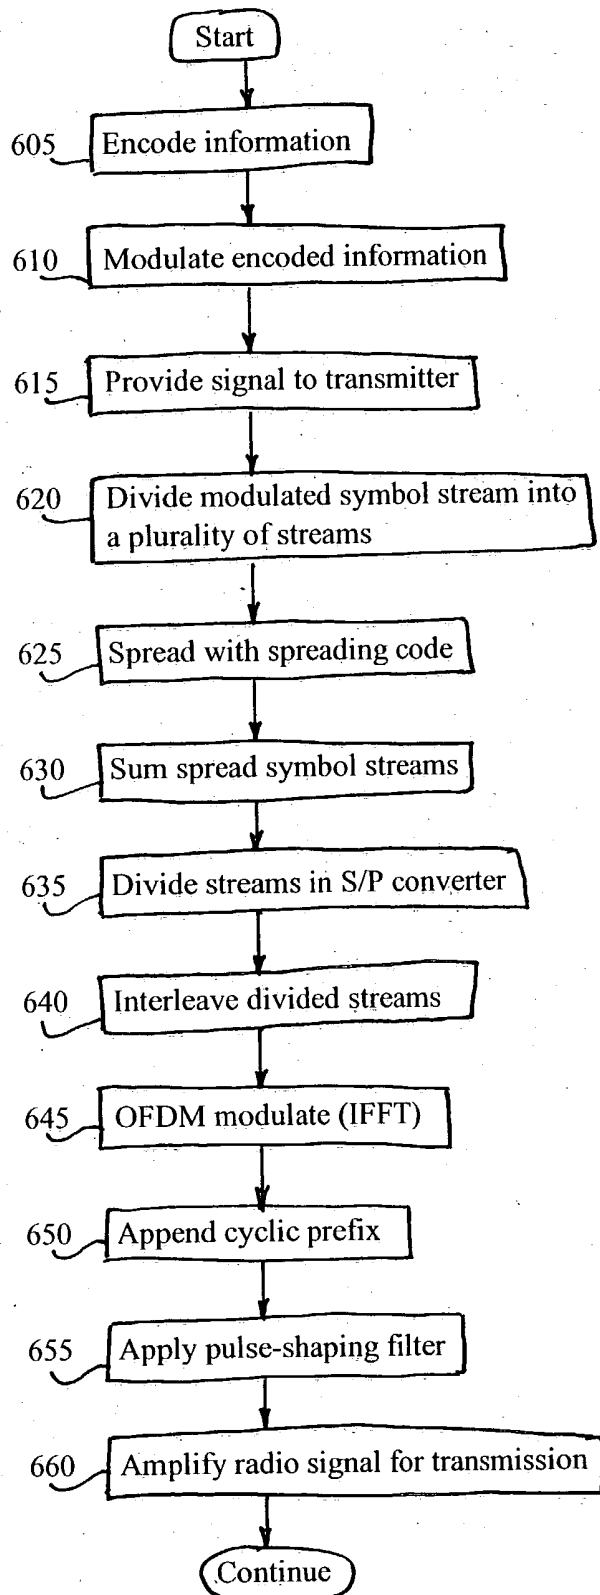 Start
605 Encode information
610 Modulate encoded information
615 Provide signal to transmitter
620 Divide modulated symbol stream into
a plurality of streams
625 Spread with spreading code
630 Sum spread symbol streams
635 Divide streams in S/P converter
640 Interleave divided streams
645 OFDM modulate (IFFT)
650 Append cyclic prefix
655 Apply pulse-shaping filter
660 Amplify radio signal for transmission
Continue